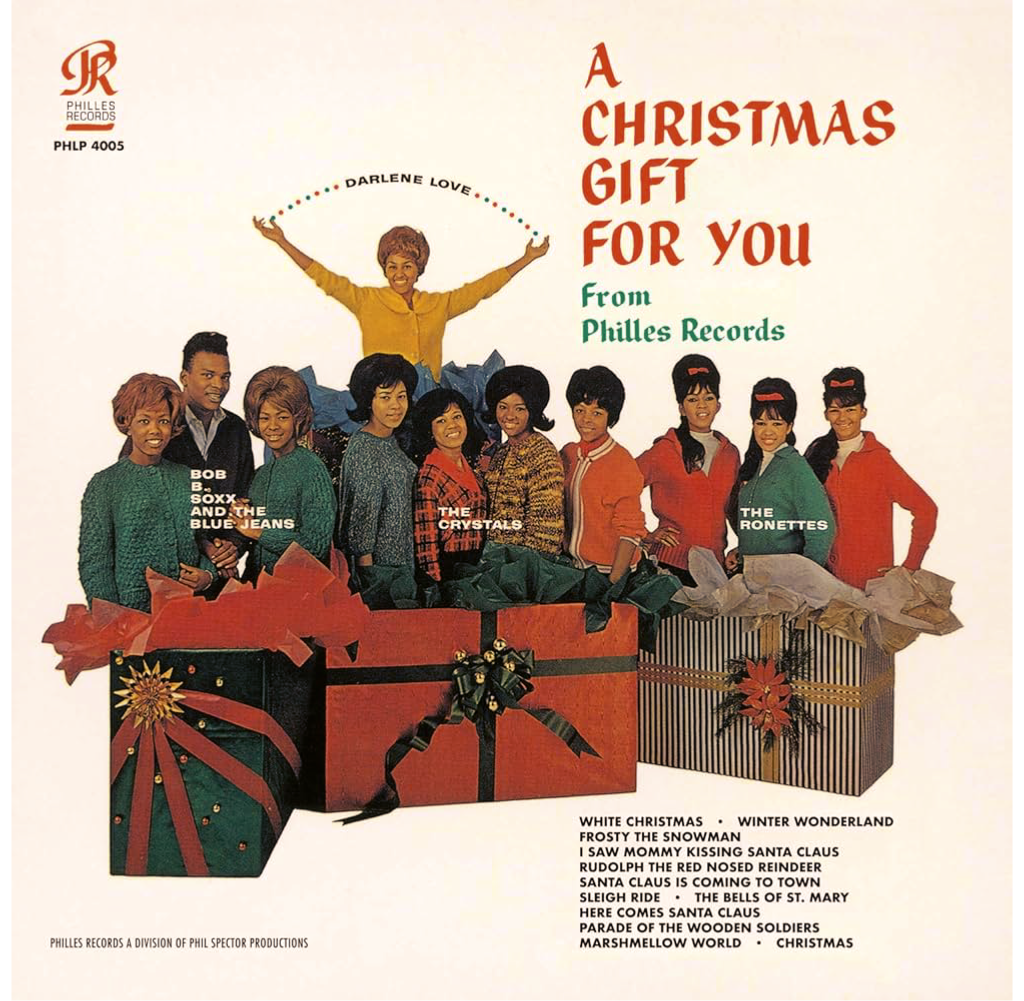 PHILLES
RECORDS
PHLP 4005
A
CHRISTMAS
GIFT
FOR YOU
From
Philles Records
DARLENE LOVE
BOB
B.
SOXX
AND THE
BLUE JEANS
THE
CRYSTALS
THE
RONETTES
WHITE CHRISTMAS • WINTER WONDERLAND
FROSTY THE SNOWMAN
I SAW MOMMY KISSING SANTA CLAUS
RUDOLPH THE RED NOSED REINDEER
SANTA CLAUS IS COMING TO TOWN
SLEIGH RIDE • THE BELLS OF ST. MARY
HERE COMES SANTA CLAUS
PARADE OF THE WOODEN SOLDIERS
MARSHMELLOW WORLD • CHRISTMAS
PHILLES RECORDS A DIVISION OF PHIL SPECTOR PRODUCTIONS